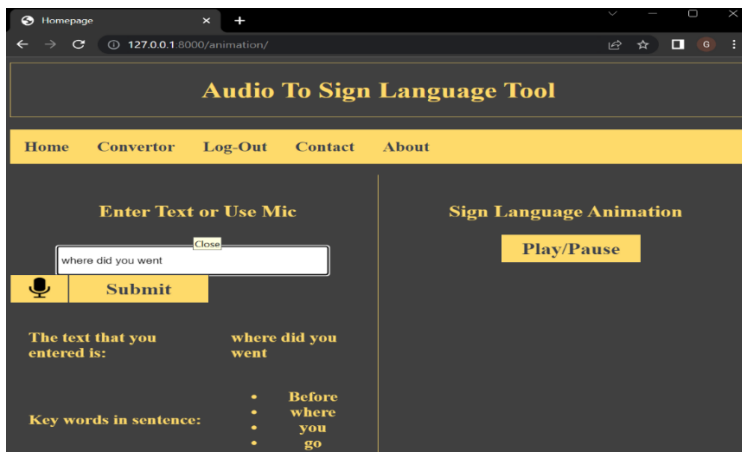 Homepage
127.0.0.1:8000/animation/
G
Audio To Sign Language Tool
Home Convertor Log-Out Contact About
Enter Text or Use Mic
Close
where did you went
Submit
The text that you
entered is:
where did you
went
Key words in sentence:
• Before
• where
• you
• go
Sign Language Animation
Play/Pause